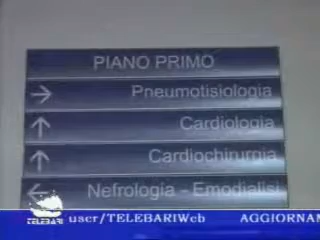 PIANO PRIMO
Pneumotisiologia
Cardiologia
Cardiochirurgia
Nefrologia - Emodialisi
TELEBARI user/TELEBARIWeb AGGIORNAM